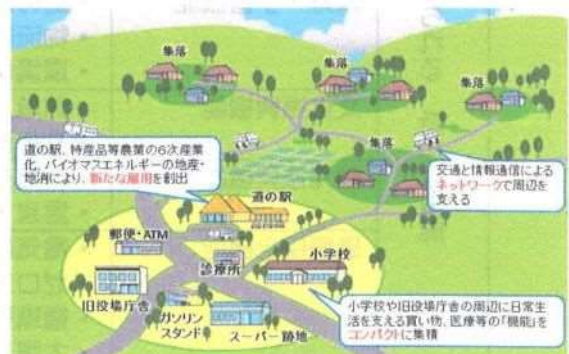 集落
集落
集落
集落
道の駅、特産品等農業の6次産業
化、バイオマスエネルギーの地産・
地消により、新たな雇用を創出
交通と情報通信による
ネットワークで周辺を
支える
道の駅
郵便・ATM
診療所
小学校
旧役場庁舎
ガソリン
スタンド
スーパー跡地
小学校や旧役場庁舎の周辺に日常生
活を支える買い物、医療等の「機能」を
コンパクトに集積